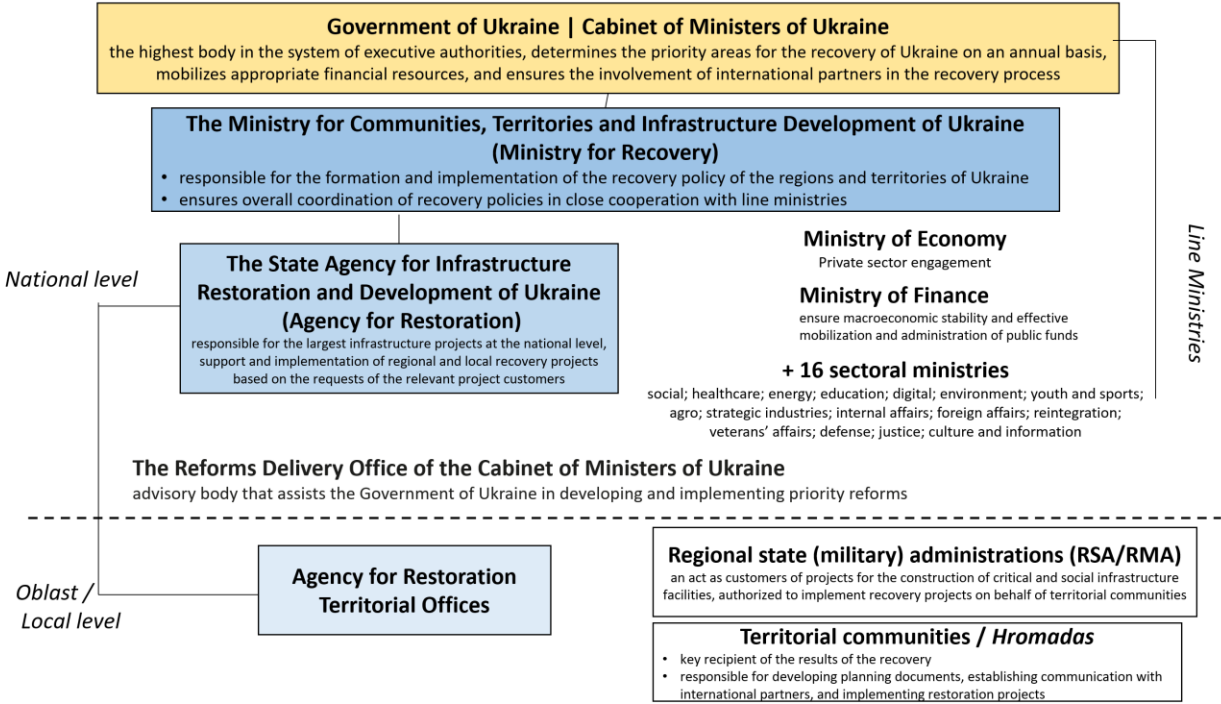 Government of Ukraine | Cabinet of Ministers of Ukraine
the highest body in the system of executive authorities, determines the priority areas for the recovery of Ukraine on an annual basis,
mobilizes appropriate financial resources, and ensures the involvement of international partners in the recovery process
The Ministry for Communities, Territories and Infrastructure Development of Ukraine
(Ministry for Recovery)
• responsible for the formation and implementation of the recovery policy of the regions and territories of Ukraine
• ensures overall coordination of recovery policies in close cooperation with line ministries
National level
The State Agency for Infrastructure
Restoration and Development of Ukraine
(Agency for Restoration)
responsible for the largest infrastructure projects at the national level,
support and implementation of regional and local recovery projects
based on the requests of the relevant project customers
Ministry of Economy
Private sector engagement
Ministry of Finance
ensure macroeconomic stability and effective
mobilization and administration of public funds
+ 16 sectoral ministries
social; healthcare; energy; education; digital; environment; youth and sports;
agro; strategic industries; internal affairs; foreign affairs; reintegration;
veterans' affairs; defense; justice; culture and information
Line Ministries
The Reforms Delivery Office of the Cabinet of Ministers of Ukraine
advisory body that assists the Government of Ukraine in developing and implementing priority reforms
Oblast /
Local level
Agency for Restoration
Territorial Offices
Regional state (military) administrations (RSA/RMA)
an act as customers of projects for the construction of critical and social infrastructure
facilities, authorized to implement recovery projects on behalf of territorial communities
Territorial communities / Hromadas
• key recipient of the results of the recovery
• responsible for developing planning documents, establishing communication with
international partners, and implementing restoration projects